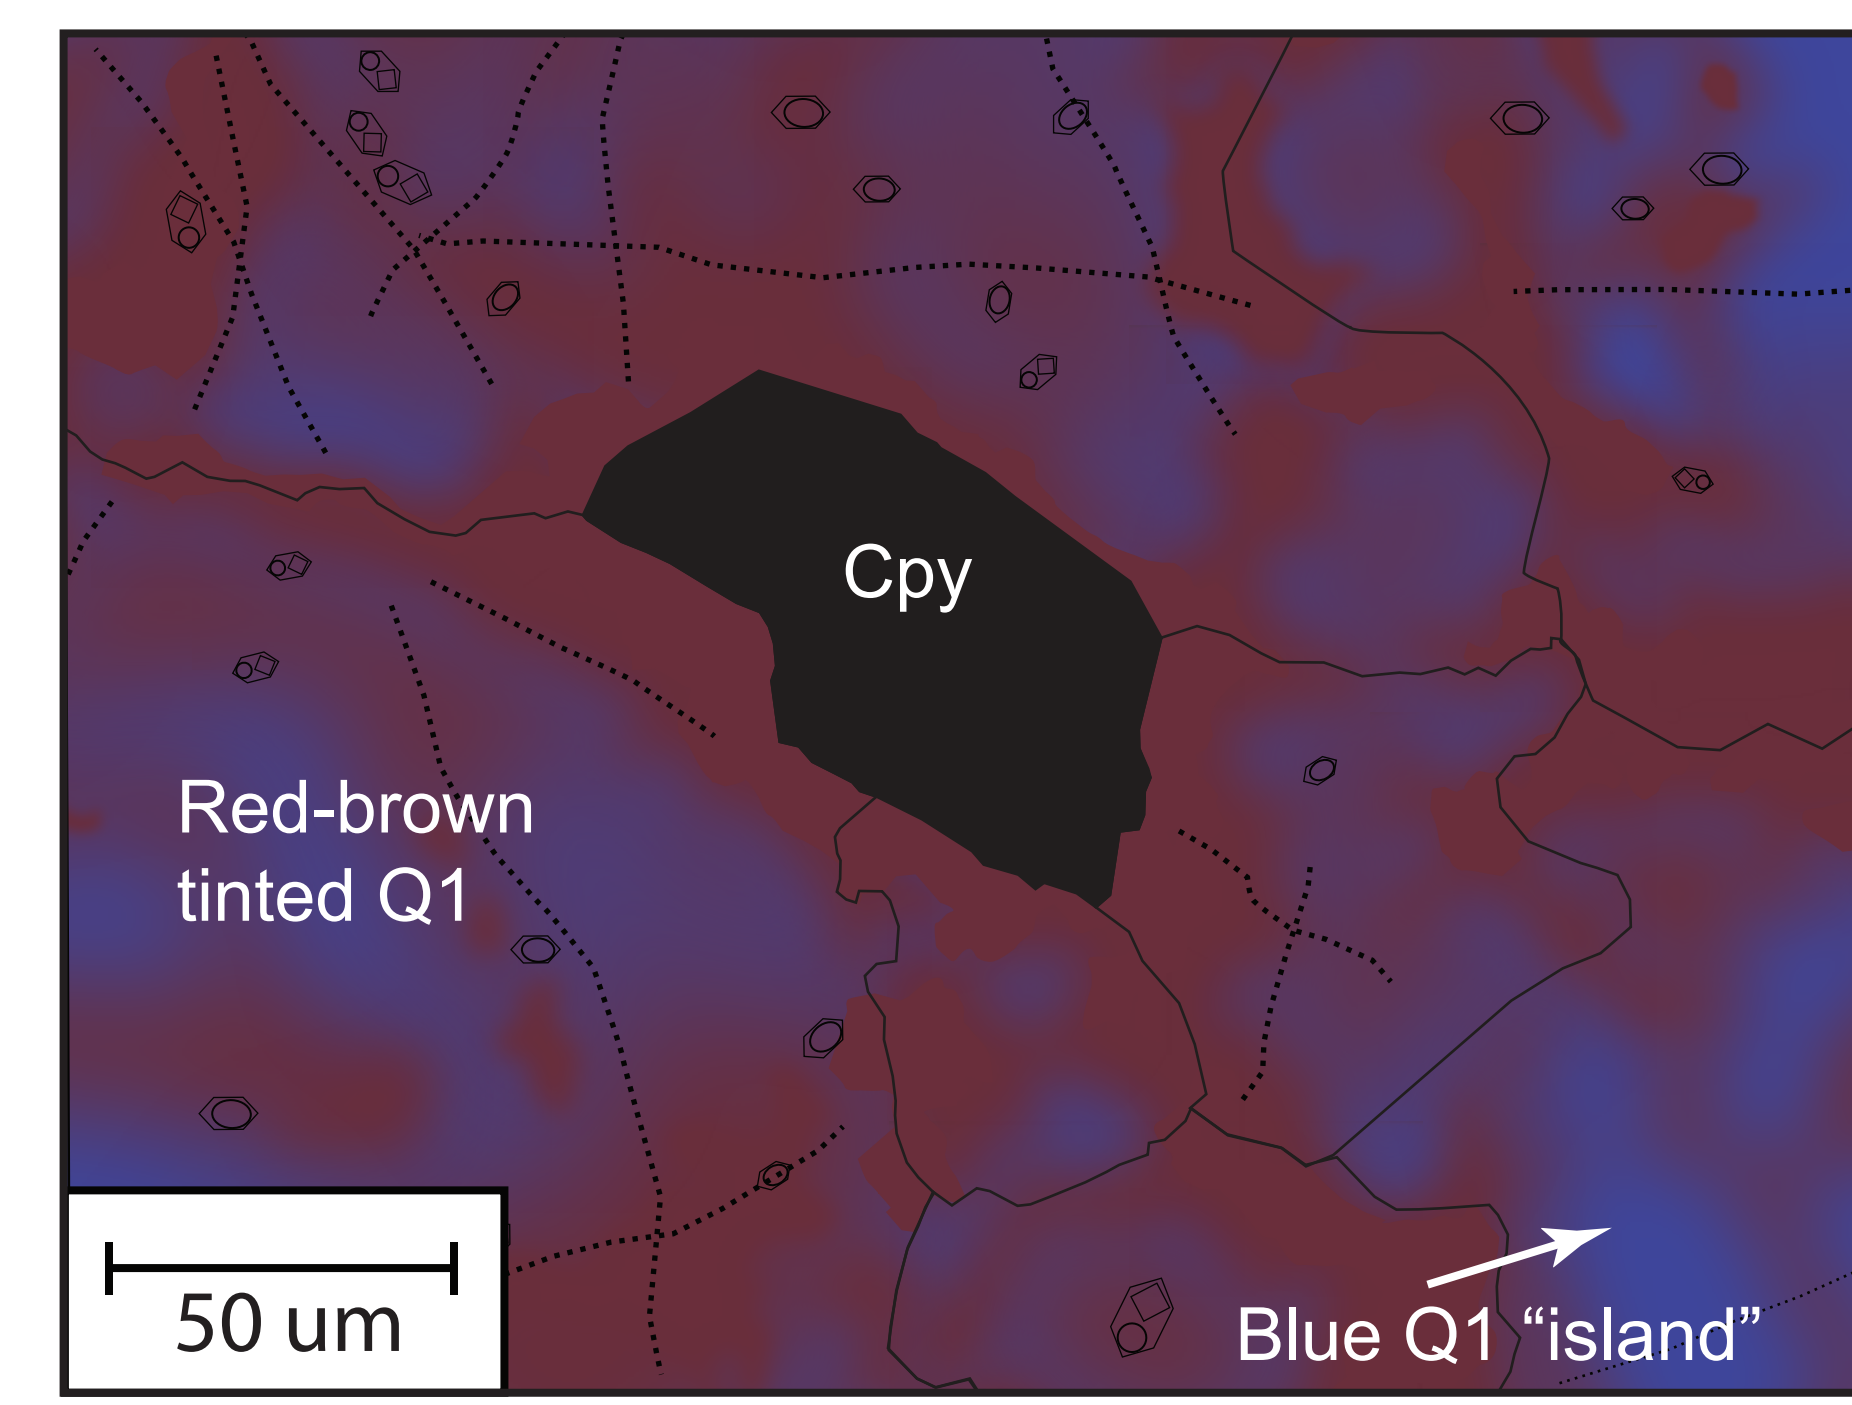 Cpy
Red-brown
tinted Q1
50 um
Blue Q1 “island”